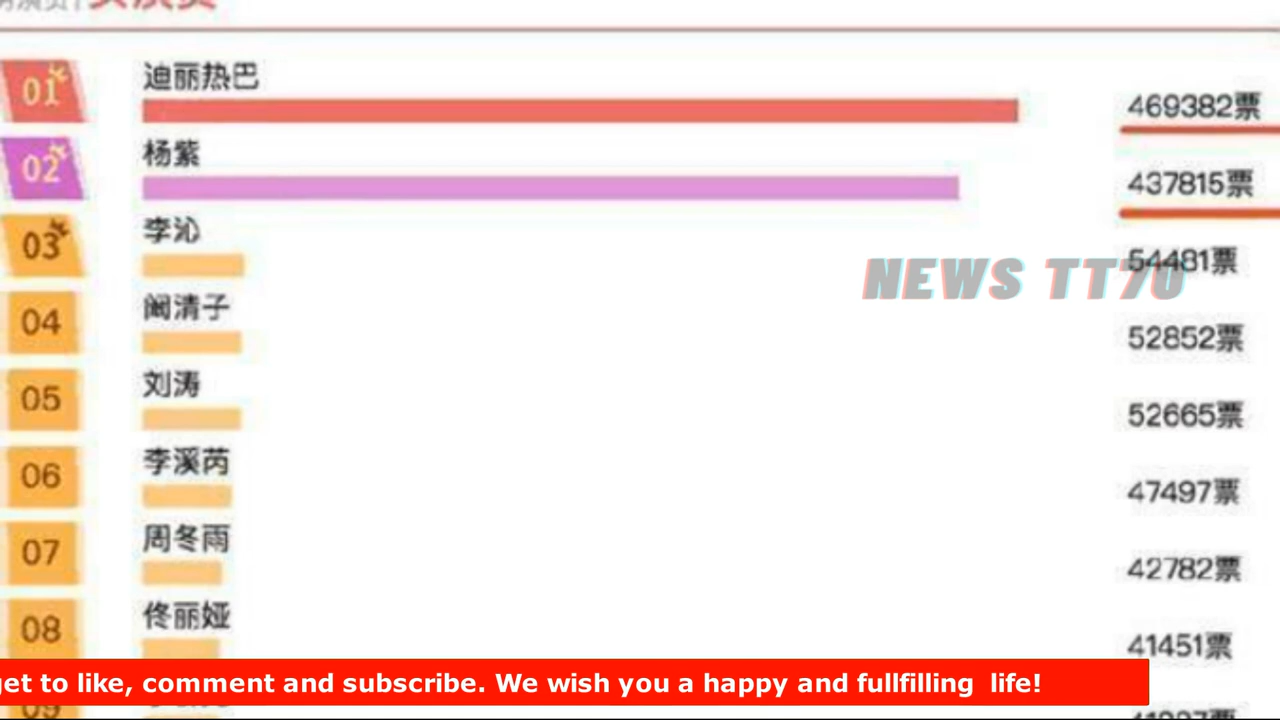 女演员
01
迪丽热巴
469382票
02
杨紫
437815票
03
李沁
54481票
NEWS TT70
04
阚清子
52852票
05
刘涛
52665票
06
李溪芮
47497票
07
周冬雨
42782票
08
佟丽娅
41451票
get to like, comment and subscribe. We wish you a happy and fullfilling life!
09